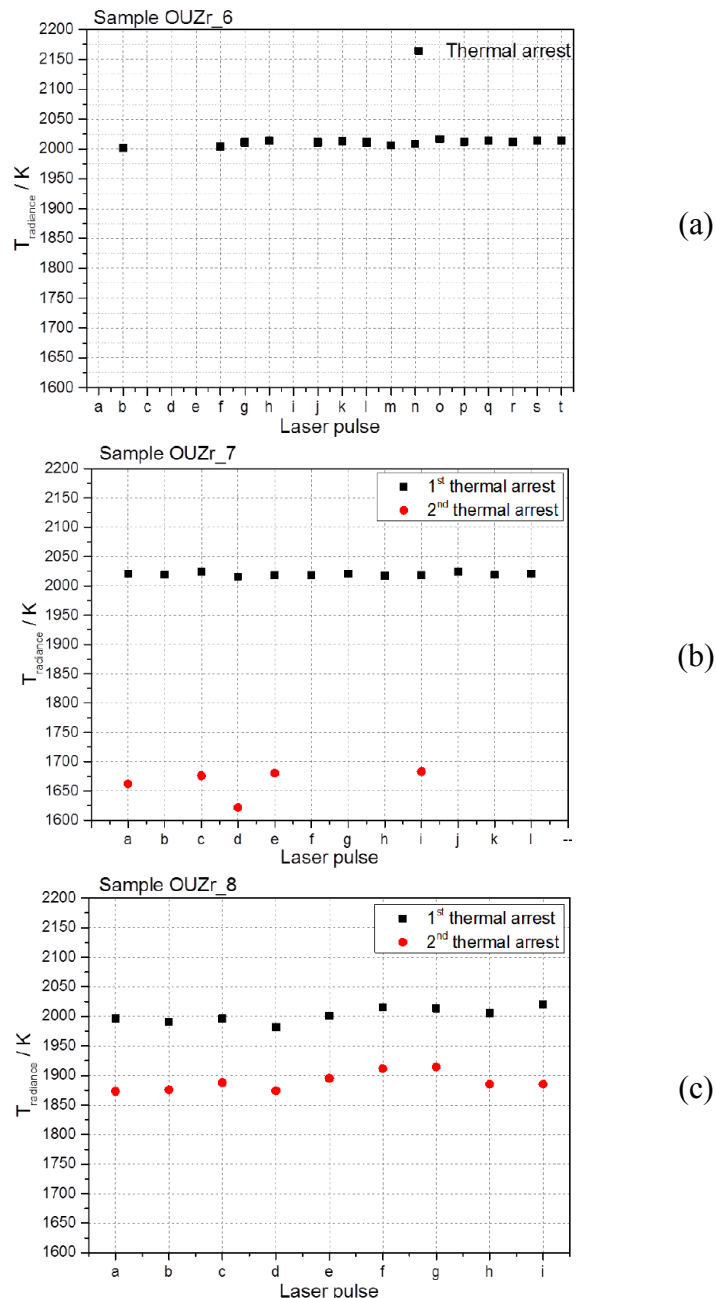 Sample OUZr_6
2200
2150
2100
2050
2000
1950
1900
1850
1800
1750
1700
1650
1600
T radiance / K
Thermal arrest
a b c d e f g h i j k l m n o p q r s t
Laser pulse
(a)
Sample OUZr_7
2200
2150
2100
2050
2000
1950
1900
1850
1800
1750
1700
1650
1600
T radiance / K
1st thermal arrest
2nd thermal arrest
a b c d e f g h i j k l --
Laser pulse
(b)
Sample OUZr_8
2200
2150
2100
2050
2000
1950
1900
1850
1800
1750
1700
1650
1600
T radiance / K
1st thermal arrest
2nd thermal arrest
a b c d e f g h i
Laser pulse
(c)